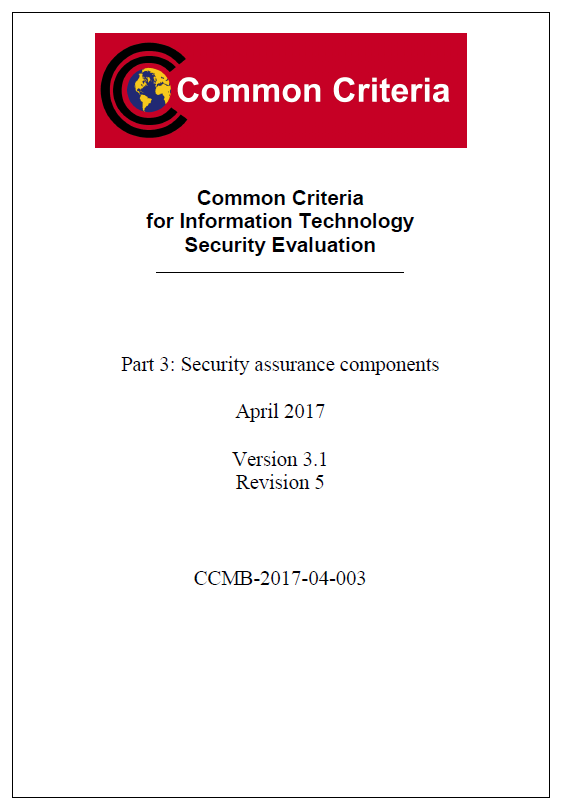 Common Criteria
Common Criteria
for Information Technology
Security Evaluation
Part 3: Security assurance components
April 2017
Version 3.1
Revision 5
CCMB-2017-04-003